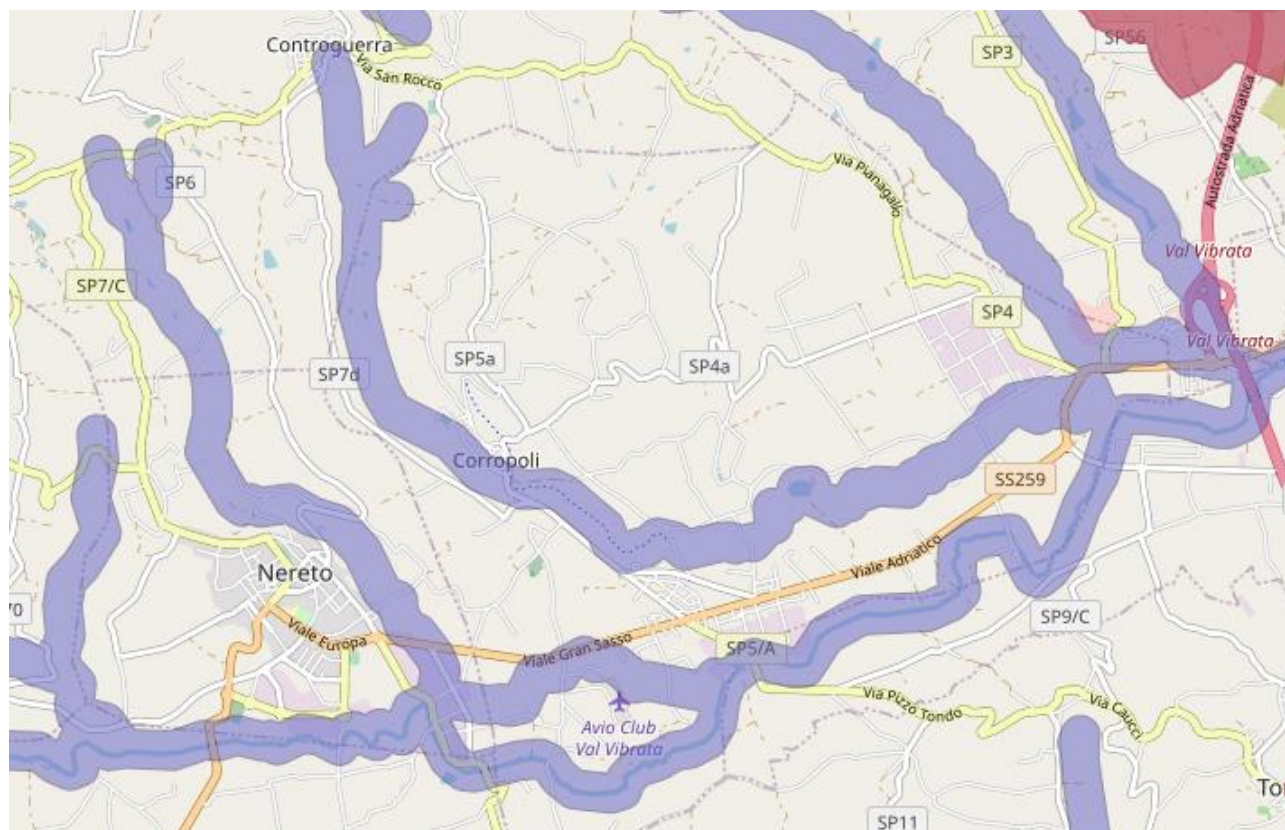 Controguerra
SP3
SP56
Via San Rocco
Autostrada Adriatica
SP6
Via Pianagallo
Val Vibrata
SP7/C
SP4
Val Vibrata
SP5a
SP4a
SP7d
Corropoli
SS259
Viale Adriatico
Nereto
70
SP9/C
Viale Europa
Viale Gran Sasso
SP5/A
Via Pizzo Tondo
Via Caucci
Avio Club
Val Vibrata
To
SP11